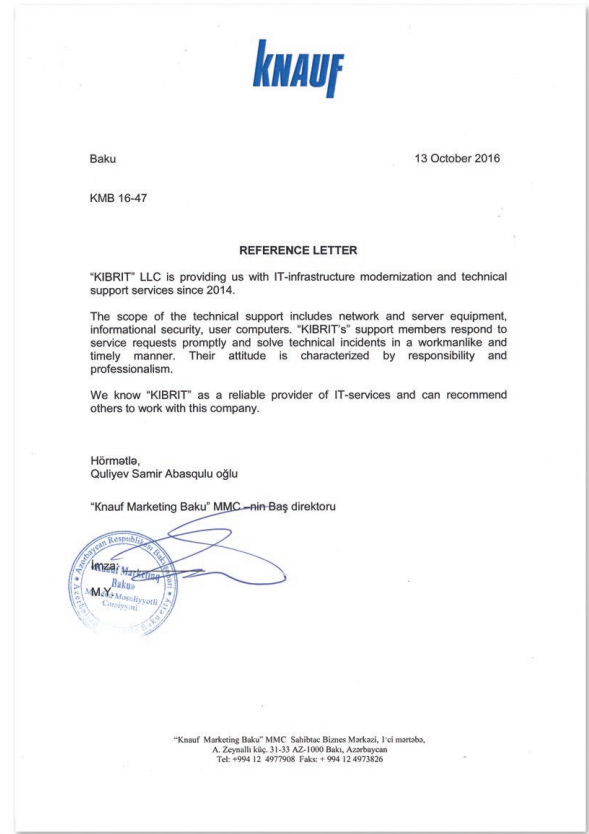 KNAUF
Baku
13 October 2016
KMB 16-47
REFERENCE LETTER
“KIBRIT” LLC is providing us with IT-infrastructure modernization and technical
support services since 2014.
The scope of the technical support includes network and server equipment,
informational security, user computers. “KIBRIT's” support members respond to
service requests promptly and solve technical incidents in a workmanlike and
timely manner. Their attitude is characterized by responsibility and
professionalism.
We know “KIBRIT” as a reliable provider of IT-services and can recommend
others to work with this company.
Hörmətlə,
Quliyev Samir Abasqulu oğlu
“Knauf Marketing Baku” MMC –nin Baş direktoru
İmza:
M.Y.
Marketinq
Baku»
Məsuliyyətli
Cəmiyyəti
“Knauf Marketing Baku” MMC Sahibtac Biznes Mərkəzi, 1'ci mərtəbə,
A. Zeynallı küç. 31-33 AZ-1000 Bakı, Azərbaycan
Tel: +994 12 4977908 Faks: + 994 12 4973826